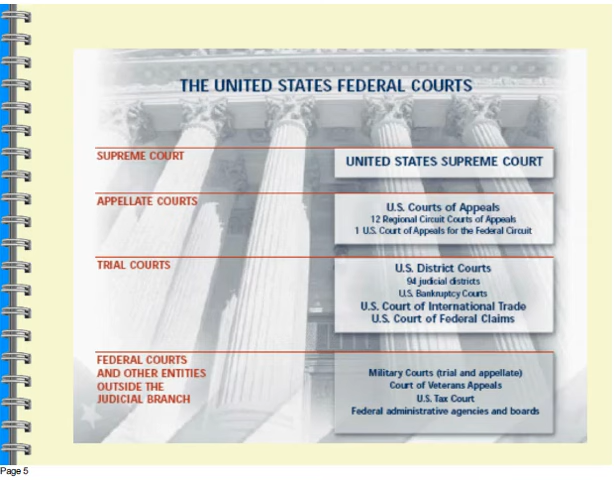 THE UNITED STATES FEDERAL COURTS
SUPREME COURT
UNITED STATES SUPREME COURT
APPELLATE COURTS
U.S. Courts of Appeals
12 Regional Circuit Courts of Appeals
1 U.S. Court of Appeals for the Federal Circuit
TRIAL COURTS
U.S. District Courts
94 judicial districts
U.S. Bankruptcy Courts
U.S. Court of International Trade
U.S. Court of Federal Claims
FEDERAL COURTS
AND OTHER ENTITIES
OUTSIDE THE
JUDICIAL BRANCH
Military Courts (trial and appellate)
Court of Veterans Appeals
U.S. Tax Court
Federal administrative agencies and boards
Page 5